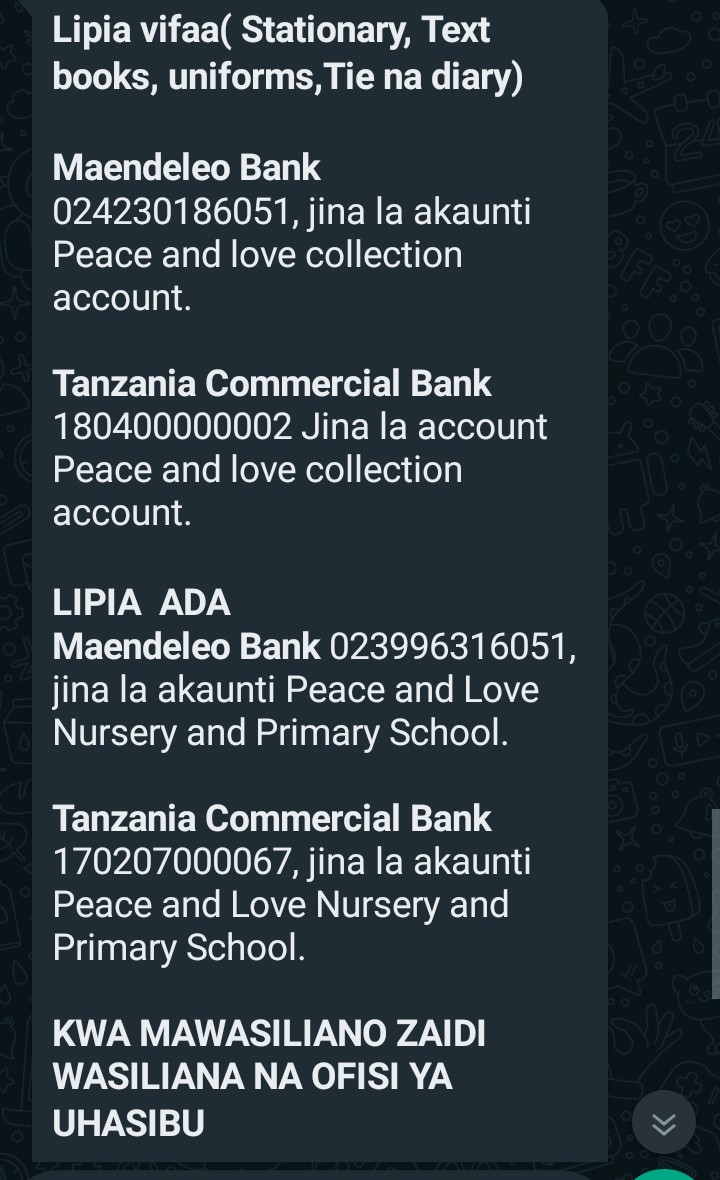 Lipia vifaa( Stationary, Text
books, uniforms,Tie na diary)
Maendeleo Bank
024230186051, jina la akaunti
Peace and love collection
account.
Tanzania Commercial Bank
180400000002 Jina la account
Peace and love collection
account.
LIPIA ADA
Maendeleo Bank 023996316051,
jina la akaunti Peace and Love
Nursery and Primary School.
Tanzania Commercial Bank
170207000067, jina la akaunti
Peace and Love Nursery and
Primary School.
KWA MAWASILIANO ZAIDI
WASILIANA NA OFISI YA
UHASIBU